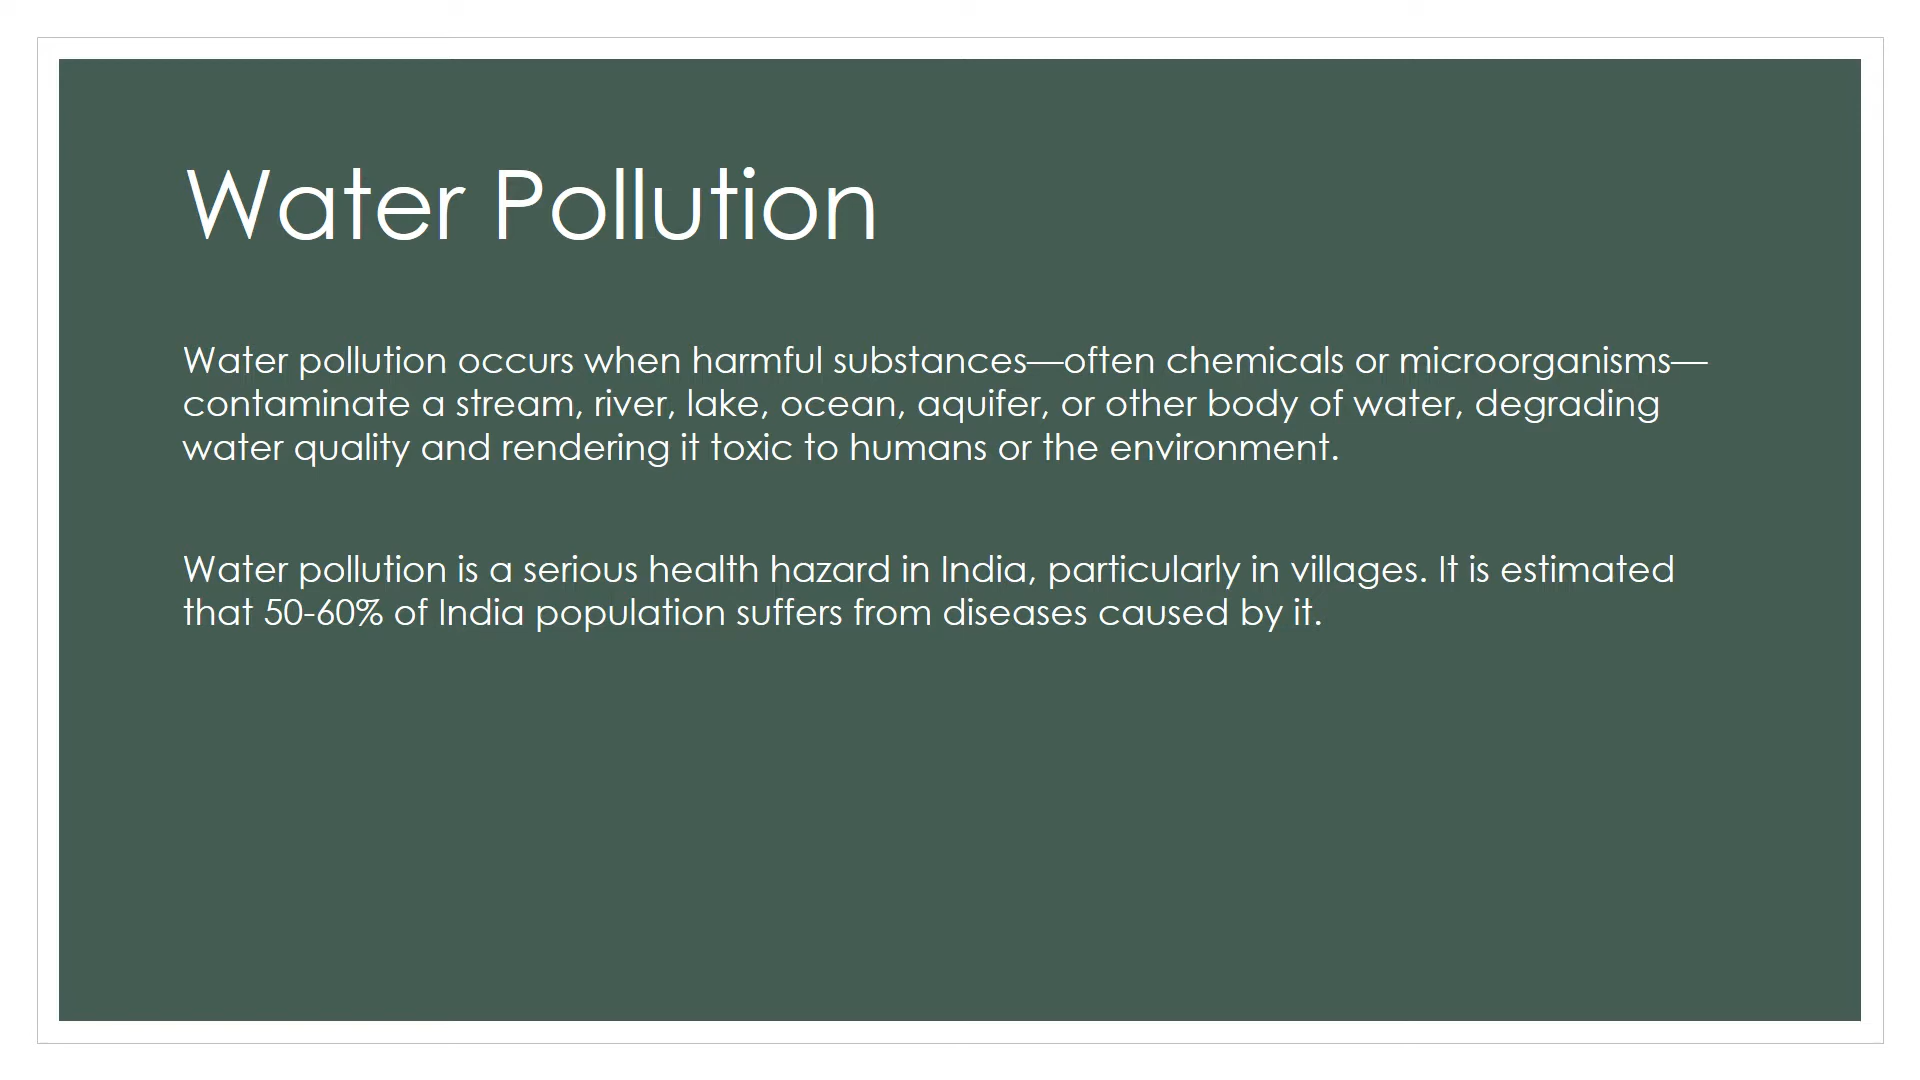 Water Pollution
Water pollution occurs when harmful substances—often chemicals or microorganisms—
contaminate a stream, river, lake, ocean, aquifer, or other body of water, degrading
water quality and rendering it toxic to humans or the environment.
Water pollution is a serious health hazard in India, particularly in villages. It is estimated
that 50-60% of India population suffers from diseases caused by it.